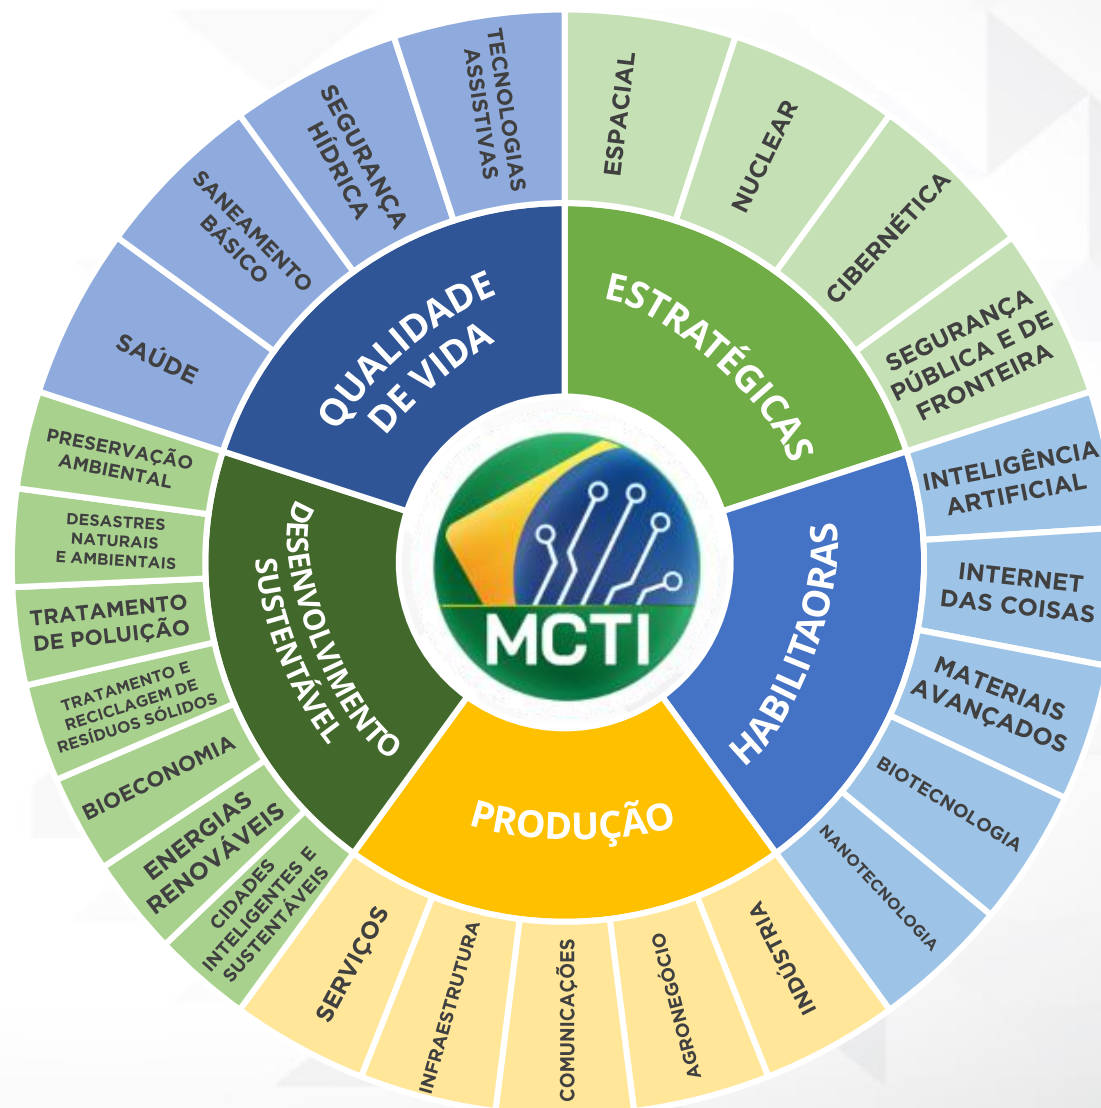 TECNOLOGIAS
ASSISTIVAS
SEGURANÇA
HÍDRICA
SANEAMENTO
BÁSICO
SAÚDE
QUALIDADE
DE VIDA
ESPACIAL
NUCLEAR
CIBERNÉTICA
SEGURANÇA
PÚBLICA E DE
FRONTEIRA
ESTRATÉGICAS
INTELIGÊNCIA
ARTIFICIAL
INTERNET
DAS COISAS
MATERIAIS
AVANÇADOS
BIOTECNOLOGIA
NANOTECNOLOGIA
HABILITAORAS
MCTI
PRODUÇÃO
INDÚSTRIA
AGRONEGÓCIO
COMUNICAÇÕES
INFRAESTRUTURA
SERVIÇOS
DESENVOLVIMENTO
SUSTENTÁVEL
PRESERVAÇÃO
AMBIENTAL
DESASTRES
NATURAIS
E AMBIENTAIS
TRATAMENTO
DE POLUIÇÃO
TRATAMENTO E
RECICLAGEM DE
RESÍDUOS SÓLIDOS
BIOECONOMIA
ENERGIAS
RENOVÁVEIS
CIDADES
INTELIGENTES E
SUSTENTÁVEIS